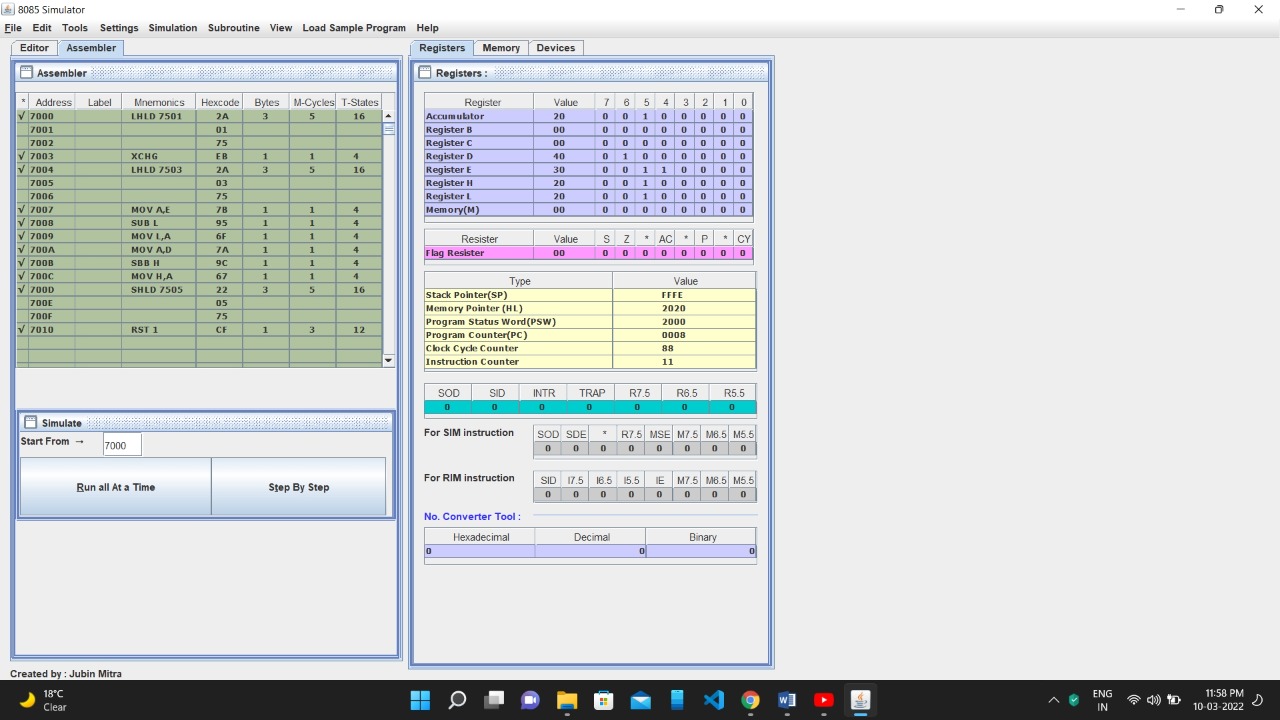 8085 Simulator
File Edit Tools Settings Simulation Subroutine View Load Sample Program Help
Editor Assembler
Assembler
* Address Label Mnemonics Hexcode Bytes M-Cycles T-States
√ 7000 LHLD 7501 2A 3 5 16
7001 01
7002 75
√ 7003 XCHG EB 1 1 4
√ 7004 LHLD 7503 2A 3 5 16
7005 03
7006 75
√ 7007 MOV A,E 7B 1 1 4
√ 7008 SUB L 95 1 1 4
√ 7009 MOV L,A 6F 1 1 4
√ 700A MOV A,D 7A 1 1 4
√ 700B SBB H 9C 1 1 4
√ 700C MOV H,A 67 1 1 4
√ 700D SHLD 7505 22 3 5 16
700E 05
700F 75
√ 7010 RST 1 CF 1 3 12
Simulate
Start From → 7000
Run all At a Time Step By Step
Created by : Jubin Mitra
Registers Memory Devices
Registers :
Register Value 7 6 5 4 3 2 1 0
Accumulator 20 0 0 1 0 0 0 0 0
Register B 00 0 0 0 0 0 0 0 0
Register C 00 0 0 0 0 0 0 0 0
Register D 40 0 1 0 0 0 0 0 0
Register E 30 0 0 1 1 0 0 0 0
Register H 20 0 0 1 0 0 0 0 0
Register L 20 0 0 1 0 0 0 0 0
Memory(M) 00 0 0 0 0 0 0 0 0
Resister Value S Z * AC * P * CY
Flag Resister 00 0 0 0 0 0 0 0 0
Type Value
Stack Pointer(SP) FFFE
Memory Pointer (HL) 2020
Program Status Word(PSW) 2000
Program Counter(PC) 0008
Clock Cycle Counter 88
Instruction Counter 11
SOD SID INTR TRAP R7.5 R6.5 R5.5
0 0 0 0 0 0 0
For SIM instruction
SOD SDE * R7.5 MSE M7.5 M6.5 M5.5
0 0 0 0 0 0 0 0
For RIM instruction
SID I7.5 I6.5 I5.5 IE M7.5 M6.5 M5.5
0 0 0 0 0 0 0 0
No. Converter Tool :
Hexadecimal Decimal Binary
0 0 0
18°C
Clear
ENG
IN
11:58 PM
10-03-2022